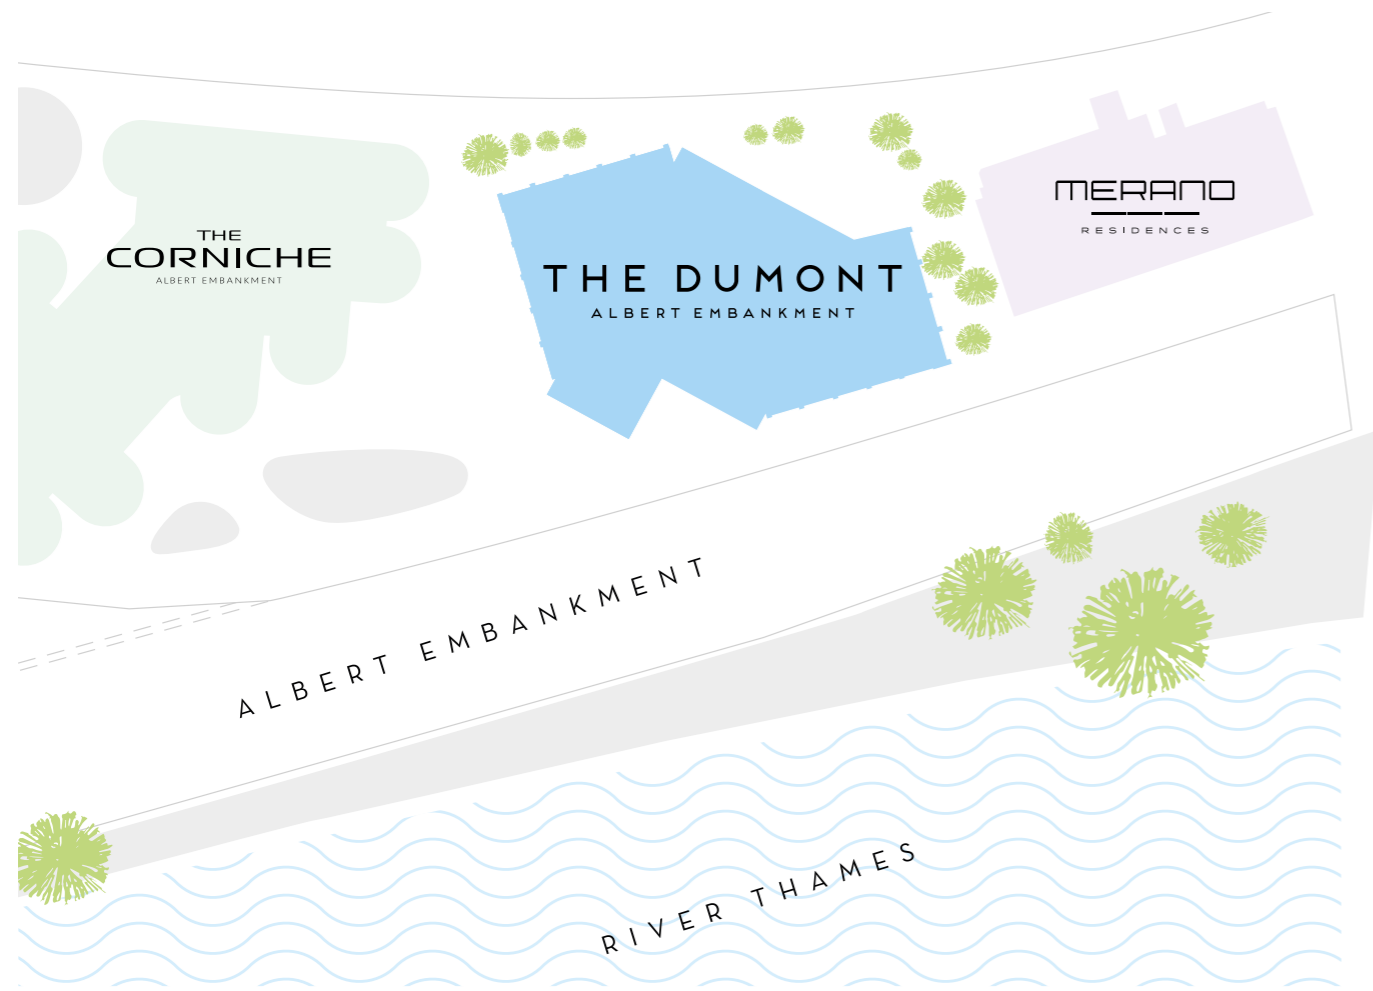 THE
CORNICHE
ALBERT EMBANKMENT
THE DUMONT
ALBERT EMBANKMENT
MERANO
RESIDENCES
ALBERT EMBANKMENT
RIVER THAMES